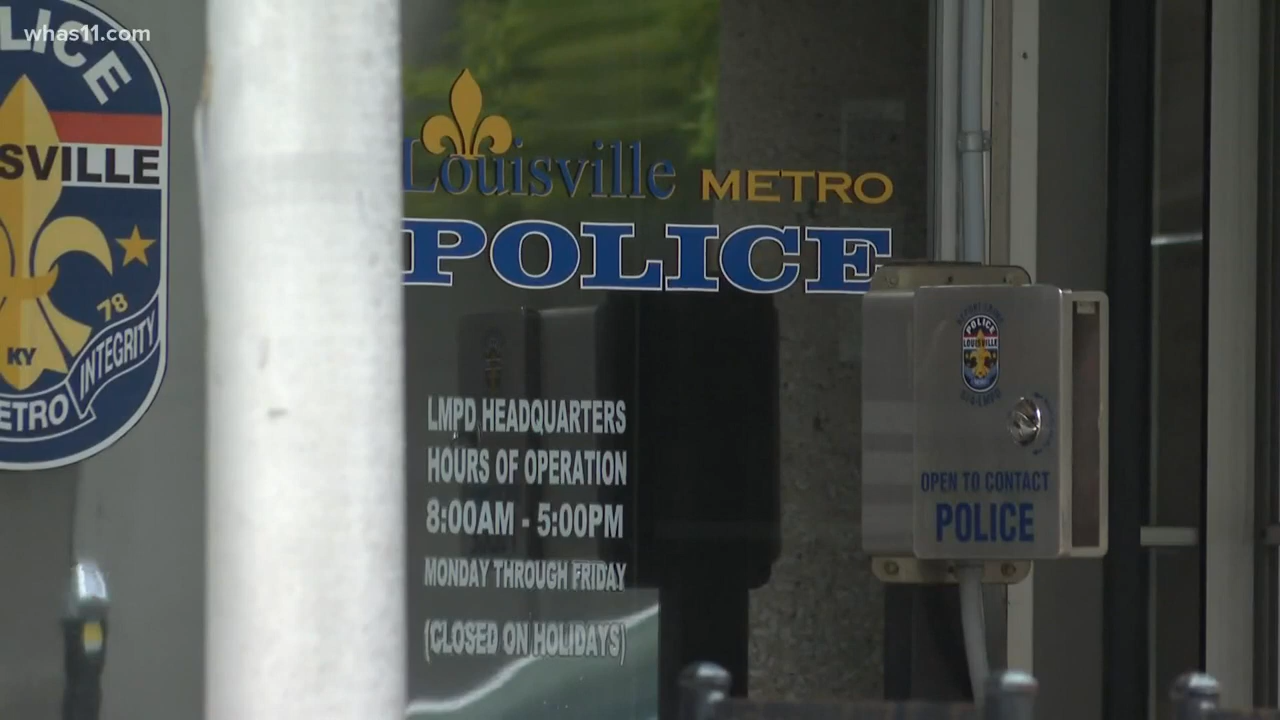 whas11.com
LICE
SVILLE
78
KY
INTEGRITY
ETRO
Louisville METRO
POLICE
LMPD HEADQUARTERS
HOURS OF OPERATION
8:00AM - 5:00PM
MONDAY THROUGH FRIDAY
(CLOSED ON HOLIDAYS)
POLICE
LOUISVILLE
OPEN TO CONTACT
POLICE